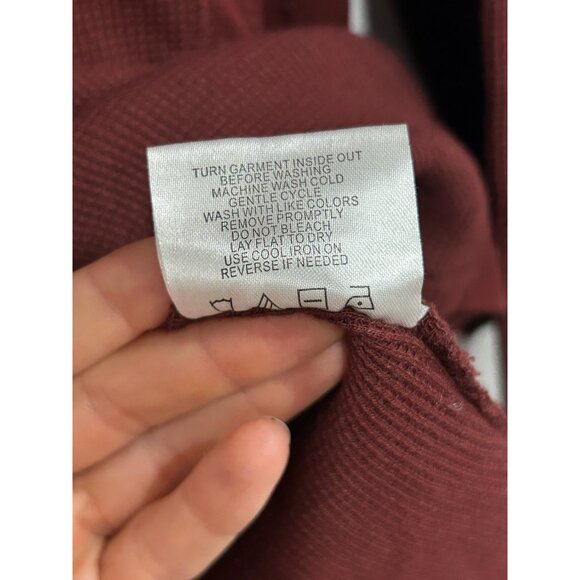 TURN GARMENT INSIDE OUT
BEFORE WASHING
MACHINE WASH COLD
GENTLE CYCLE
WASH WITH LIKE COLORS
REMOVE PROMPTLY
DO NOT BLEACH
LAY FLAT TO DRY
USE COOL IRON ON
REVERSE IF NEEDED